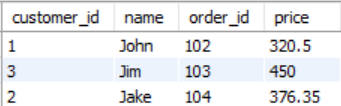 customer_id name order_id price
1 John 102 320.5
3 Jim 103 450
2 Jake 104 376.35